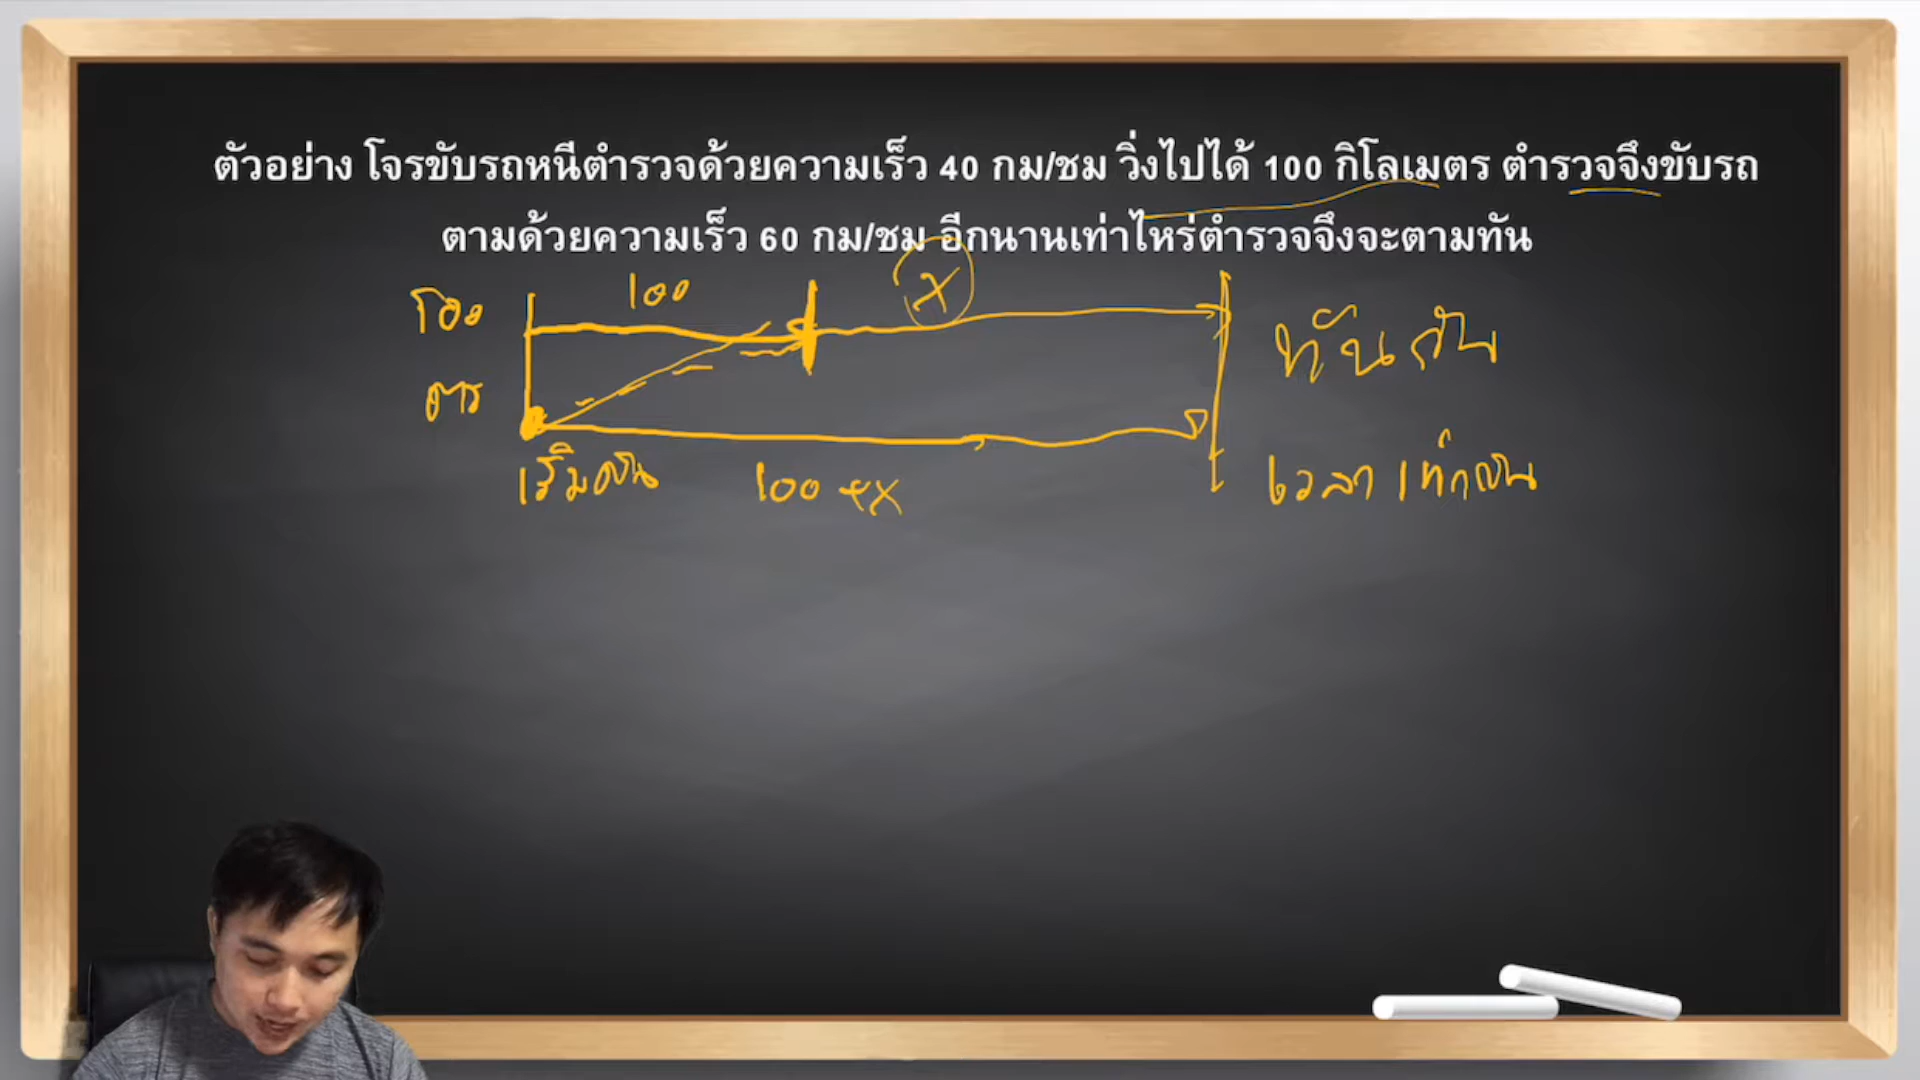 ตัวอย่าง โจรขับรถหนีตำรวจด้วยความเร็ว 40 กม/ชม วิ่งไปได้ 100 กิโลเมตร ตำรวจจึงขับรถ
ตามด้วยความเร็ว 60 กม/ชม อีกนานเท่าไหร่ตำรวจจึงจะตามทัน
100
X
โจร
ทันกัน
ตร
เริ่มต้น
100 +X
เวลาเท่ากัน